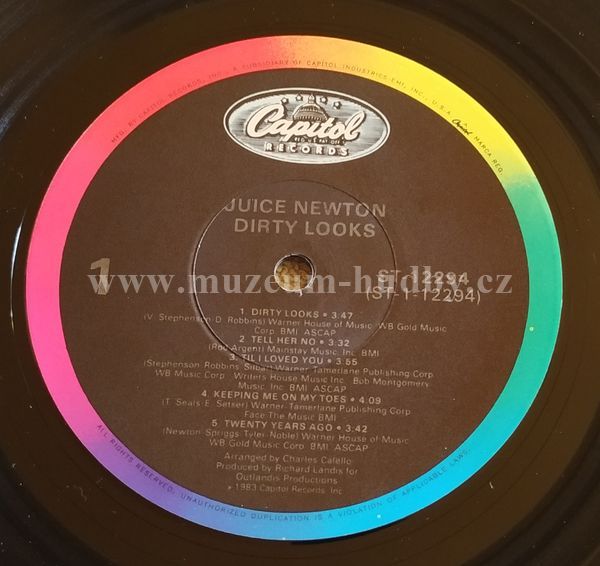 MFD. BY CAPITOL RECORDS, INC., A SUBSIDIARY OF CAPITOL INDUSTRIES-EMI, INC., U.S.A. Capitol MARCA REG.
Capitol
RECORDS
JUICE NEWTON
DIRTY LOOKS
www.muzeum-hudby.cz
1
ST-12294
(ST-1-12294)
1. DIRTY LOOKS • 3:47
(V. Stephenson-D. Robbins) Warner House of Music WB Gold Music
Corp. BMI ASCAP
2. TELL HER NO • 3:32
(Rod Argent) Mainstay Music Inc BMI
3. TIL I LOVED YOU • 3:55
(Stephenson Robbins Silbar) Warner Tamerlane Publishing Corp
WB Music Corp Writers House Music Inc. Bob Montgomery
Music Inc BMI ASCAP
4. KEEPING ME ON MY TOES • 4:09
(T. Seals E. Setser) Warner-Tamerlane Publishing Corp
Face The Music BMI
5 TWENTY YEARS AGO • 3:42
(Newton-Spriggs Tyler-Noble) Warner House of Music
WB Gold Music Corp. BMI ASCAP
Arranged by Charles Calello
Produced by Richard Landis for
Outlandis Productions
℗ 1983 Capitol Records Inc
ALL RIGHTS RESERVED. UNAUTHORIZED DUPLICATION IS A VIOLATION OF APPLICABLE LAWS.